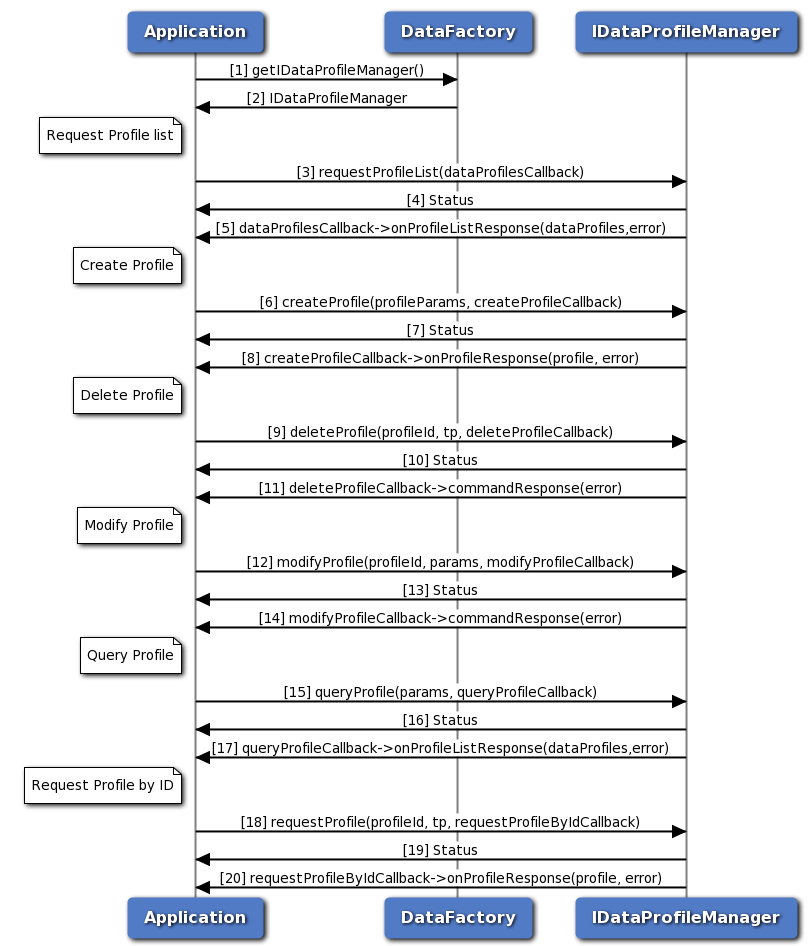 Application DataFactory IDataProfileManager
[1] getIDataProfileManager()
[2] IDataProfileManager
Request Profile list
[3] requestProfileList(dataProfilesCallback)
[4] Status
[5] dataProfilesCallback->onProfileListResponse(dataProfiles,error)
Create Profile
[6] createProfile(profileParams, createProfileCallback)
[7] Status
[8] createProfileCallback->onProfileResponse(profile, error)
Delete Profile
[9] deleteProfile(profileId, tp, deleteProfileCallback)
[10] Status
[11] deleteProfileCallback->commandResponse(error)
Modify Profile
[12] modifyProfile(profileId, params, modifyProfileCallback)
[13] Status
[14] modifyProfileCallback->commandResponse(error)
Query Profile
[15] queryProfile(params, queryProfileCallback)
[16] Status
[17] queryProfileCallback->onProfileListResponse(dataProfiles,error)
Request Profile by ID
[18] requestProfile(profileId, tp, requestProfileByIdCallback)
[19] Status
[20] requestProfileByIdCallback->onProfileResponse(profile, error)
Application DataFactory IDataProfileManager